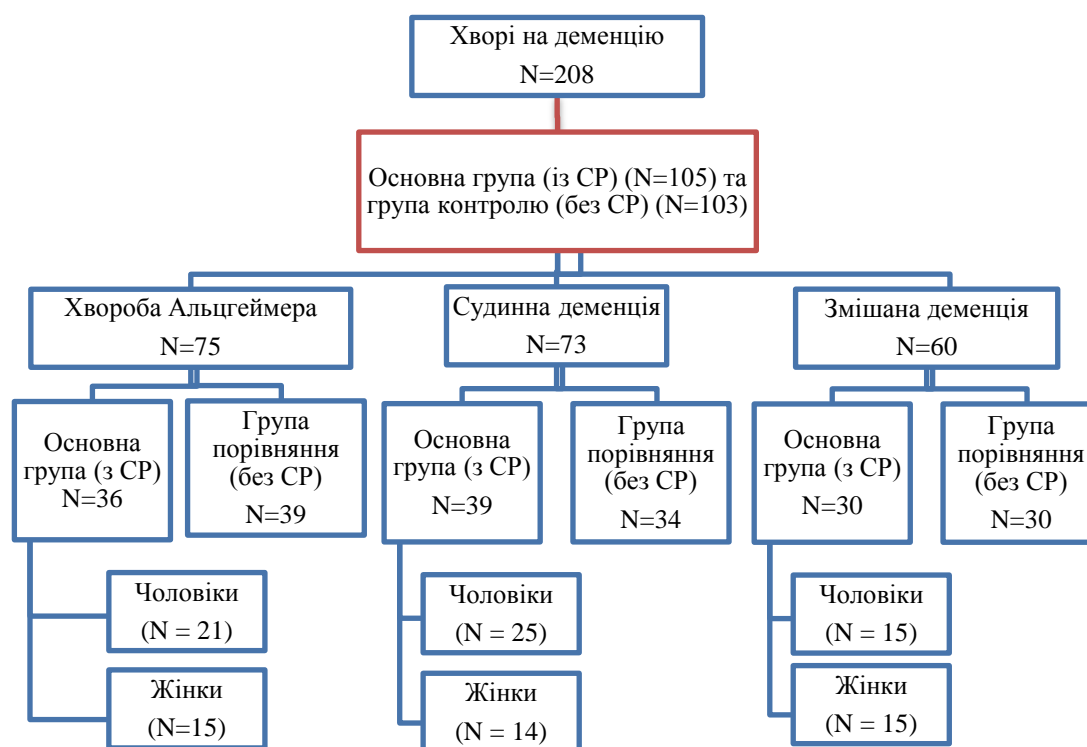 Хворі на деменцію
N=208
Основна група (із СР) (N=105) та
група контролю (без СР) (N=103)
Хвороба Альцгеймера
N=75
Судинна деменція
N=73
Змішана деменція
N=60
Основна
група (з СР)
N=36
Група
порівняння
(без СР)
N=39
Основна
група (з СР)
N=39
Група
порівняння
(без СР)
N=34
Основна
група (з СР)
N=30
Група
порівняння
(без СР)
N=30
Чоловіки
(N = 21)
Жінки
(N=15)
Чоловіки
(N = 25)
Жінки
(N = 14)
Чоловіки
(N = 15)
Жінки
(N = 15)